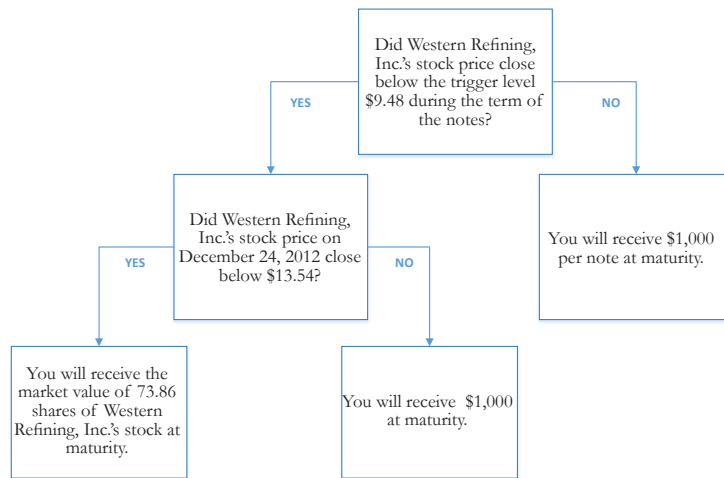 Did Western Refining,
Inc.'s stock price close
below the trigger level
$9.48 during the term of
the notes?
YES
NO
Did Western Refining,
Inc.'s stock price on
December 24, 2012 close
below $13.54?
You will receive $1,000
per note at maturity.
YES
NO
You will receive the
market value of 73.86
shares of Western
Refining, Inc.'s stock at
maturity.
You will receive $1,000
at maturity.